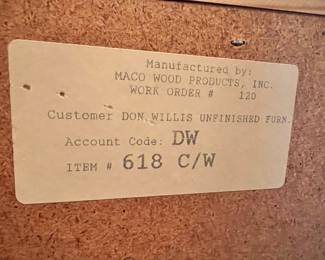 Manufactured by:
MACO WOOD PRODUCTS, INC.
WORK ORDER # 120
Customer DON WILLIS UNFINISHED FURN.
Account Code: DW
ITEM # 618 C/W